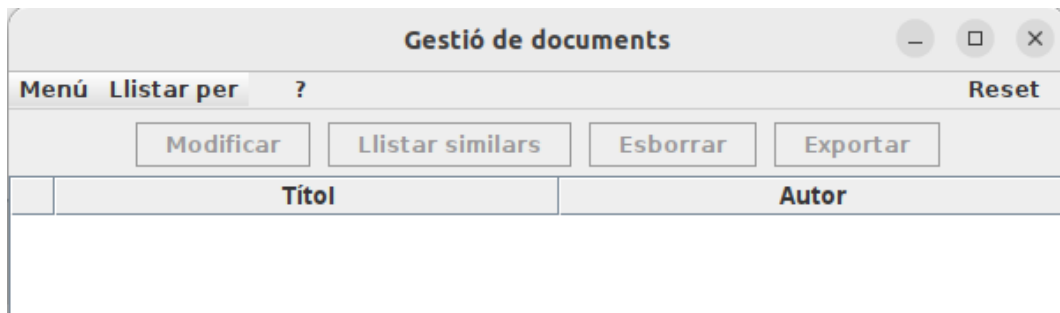 Gestió de documents
Menú Llistar per ? Reset
Modificar Llistar similars Esborrar Exportar
Títol Autor